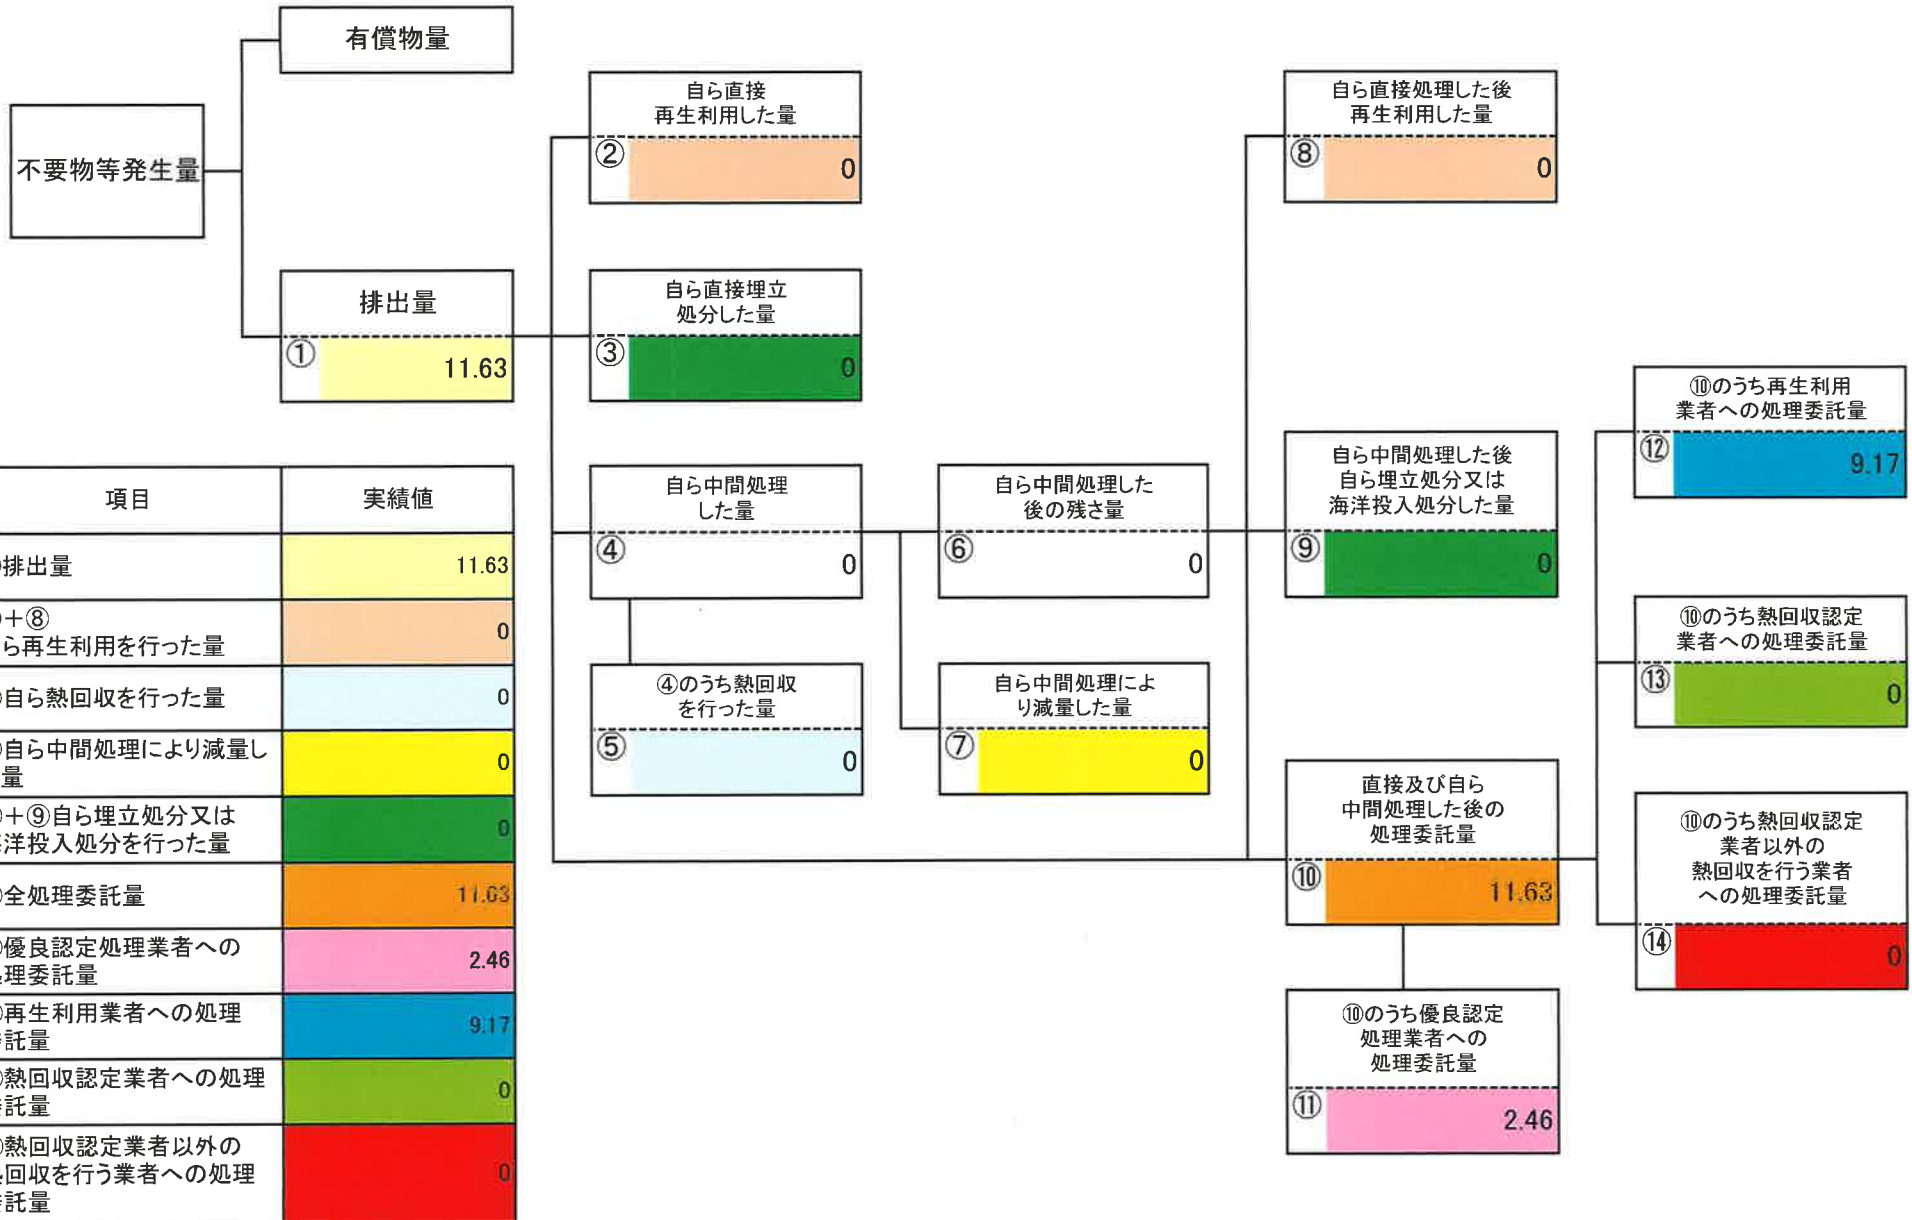 有償物量
不要物等発生量
排出量
①
11.63
自ら直接
再生利用した量
②
0
自ら直接埋立
処分した量
③
0
自ら中間処理
した量
④
0
④のうち熱回収
を行った量
⑤
0
自ら中間処理した
後の残さ量
⑥
0
自ら中間処理によ
り減量した量
⑦
0
自ら直接処理した後
再生利用した量
⑧
0
自ら中間処理した後
自ら埋立処分又は
海洋投入処分した量
⑨
0
直接及び自ら
中間処理した後の
処理委託量
⑩
11.63
⑩のうち優良認定
処理業者への
処理委託量
⑪
2.46
⑩のうち再生利用
業者への処理委託量
⑫
9.17
⑩のうち熱回収認定
業者への処理委託量
⑬
0
⑩のうち熱回収認定
業者以外の
熱回収を行う業者
への処理委託量
⑭
0
項目
実績値
排出量
11.63
+⑧
ら再生利用を行った量
0
自ら熱回収を行った量
0
自ら中間処理により減量し
量
0
+⑨自ら埋立処分又は
洋投入処分を行った量
0
全処理委託量
11.63
優良認定処理業者への
理委託量
2.46
再生利用業者への処理
託量
9.17
熱回収認定業者への処理
託量
0
熱回収認定業者以外の
回収を行う業者への処理
託量
0